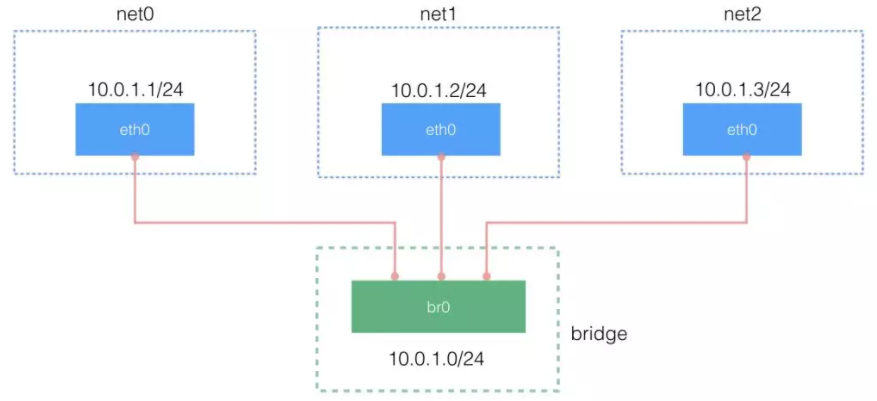 net0
net1
net2
10.0.1.1/24
10.0.1.2/24
10.0.1.3/24
eth0
eth0
eth0
br0
bridge
10.0.1.0/24